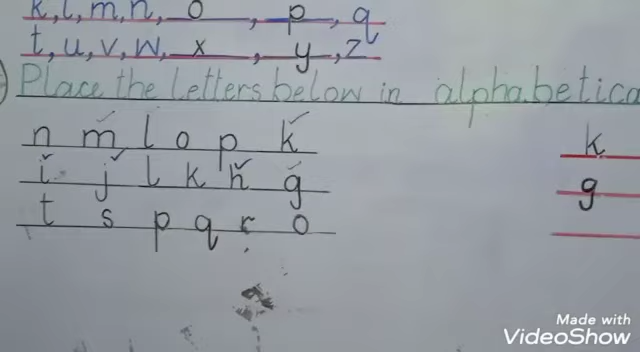 k, l, m, n, o, p, q
t, u, v, w, x, y, z
Place the letters below in alphabetica
n m l o p k
k
i j l k h g
g
t s p q r o
Made with
VideoShow